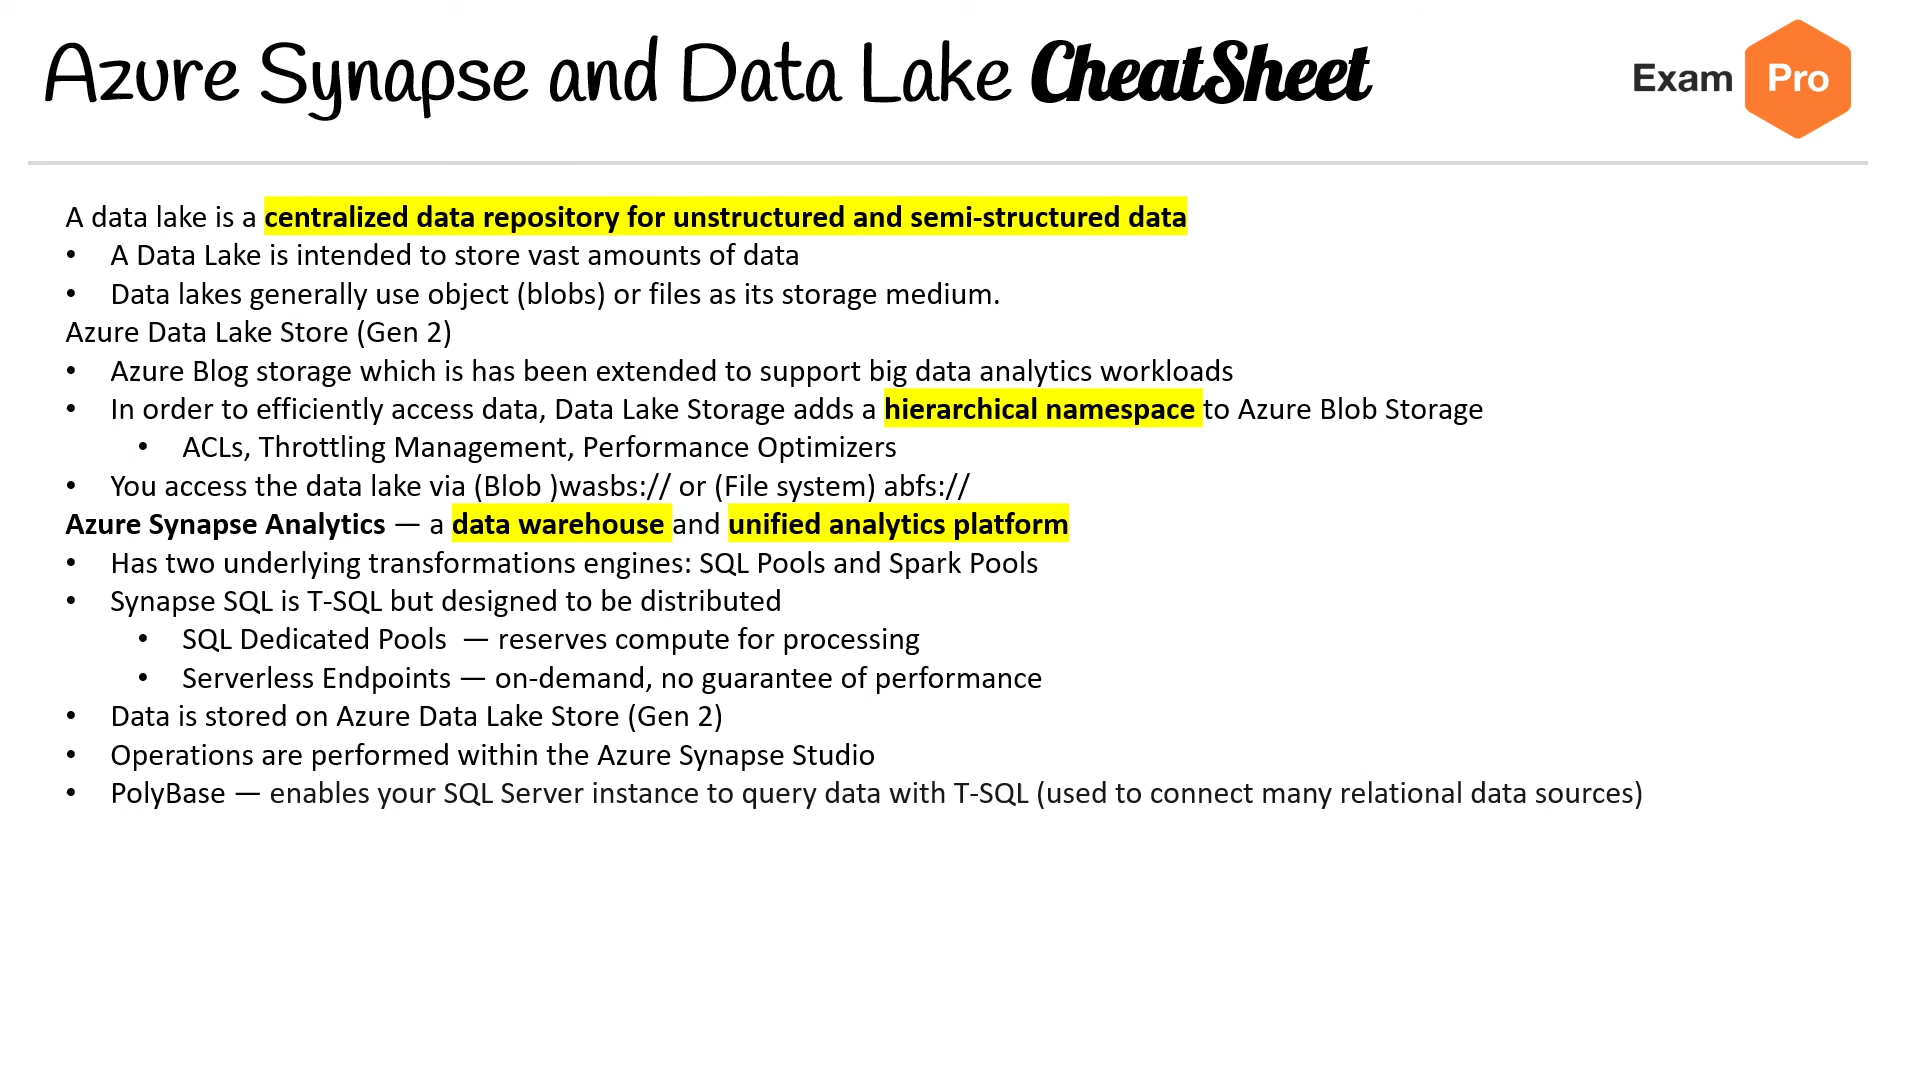 Azure Synapse and Data Lake CheatSheet
Exam Pro
A data lake is a centralized data repository for unstructured and semi-structured data
• A Data Lake is intended to store vast amounts of data
• Data lakes generally use object (blobs) or files as its storage medium.
Azure Data Lake Store (Gen 2)
• Azure Blog storage which is has been extended to support big data analytics workloads
• In order to efficiently access data, Data Lake Storage adds a hierarchical namespace to Azure Blob Storage
• ACLs, Throttling Management, Performance Optimizers
• You access the data lake via (Blob )wasbs:// or (File system) abfs://
Azure Synapse Analytics — a data warehouse and unified analytics platform
• Has two underlying transformations engines: SQL Pools and Spark Pools
• Synapse SQL is T-SQL but designed to be distributed
• SQL Dedicated Pools — reserves compute for processing
• Serverless Endpoints — on-demand, no guarantee of performance
• Data is stored on Azure Data Lake Store (Gen 2)
• Operations are performed within the Azure Synapse Studio
• PolyBase — enables your SQL Server instance to query data with T-SQL (used to connect many relational data sources)